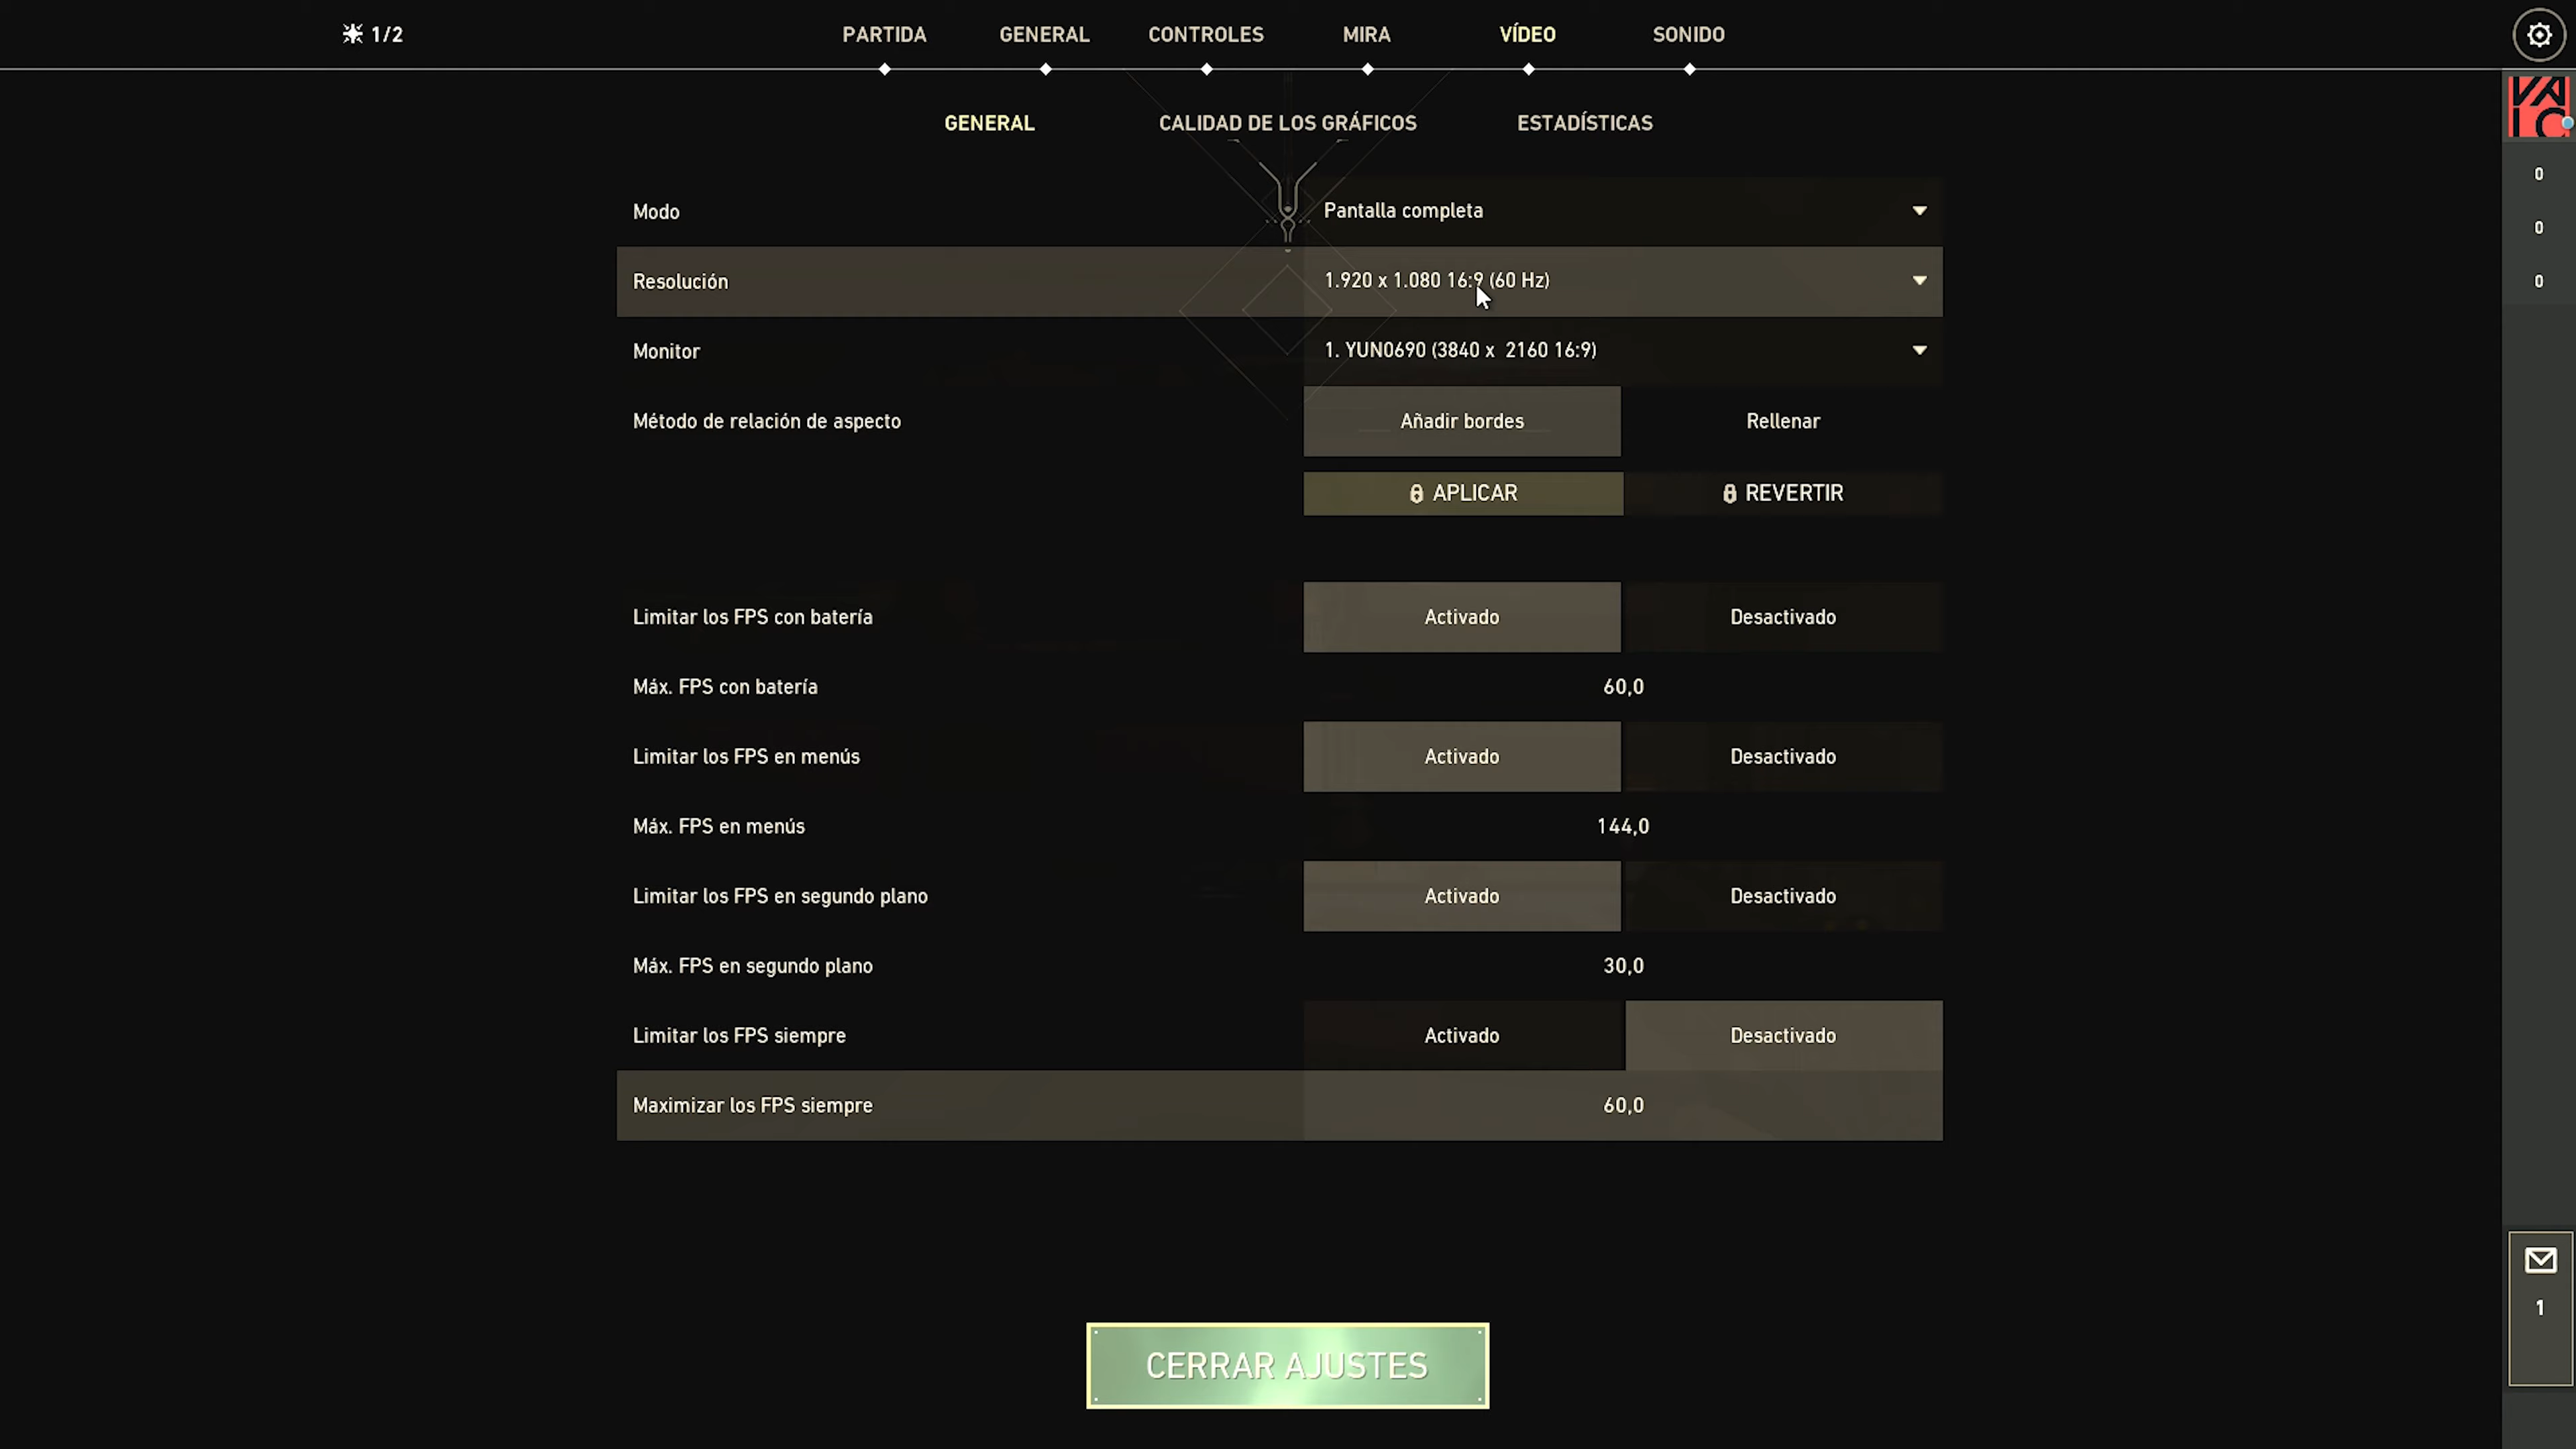 1/2
PARTIDA GENERAL CONTROLES MIRA VÍDEO SONIDO
GENERAL CALIDAD DE LOS GRÁFICOS ESTADÍSTICAS
Modo Pantalla completa
Resolución 1.920 x 1.080 16:9 (60 Hz)
Monitor 1. YUN0690 (3840 x 2160 16:9)
Método de relación de aspecto Añadir bordes Rellenar
APLICAR REVERTIR
Limitar los FPS con batería Activado Desactivado
Máx. FPS con batería 60,0
Limitar los FPS en menús Activado Desactivado
Máx. FPS en menús 144,0
Limitar los FPS en segundo plano Activado Desactivado
Máx. FPS en segundo plano 30,0
Limitar los FPS siempre Activado Desactivado
Maximizar los FPS siempre 60,0
CERRAR AJUSTES
0
0
0
1